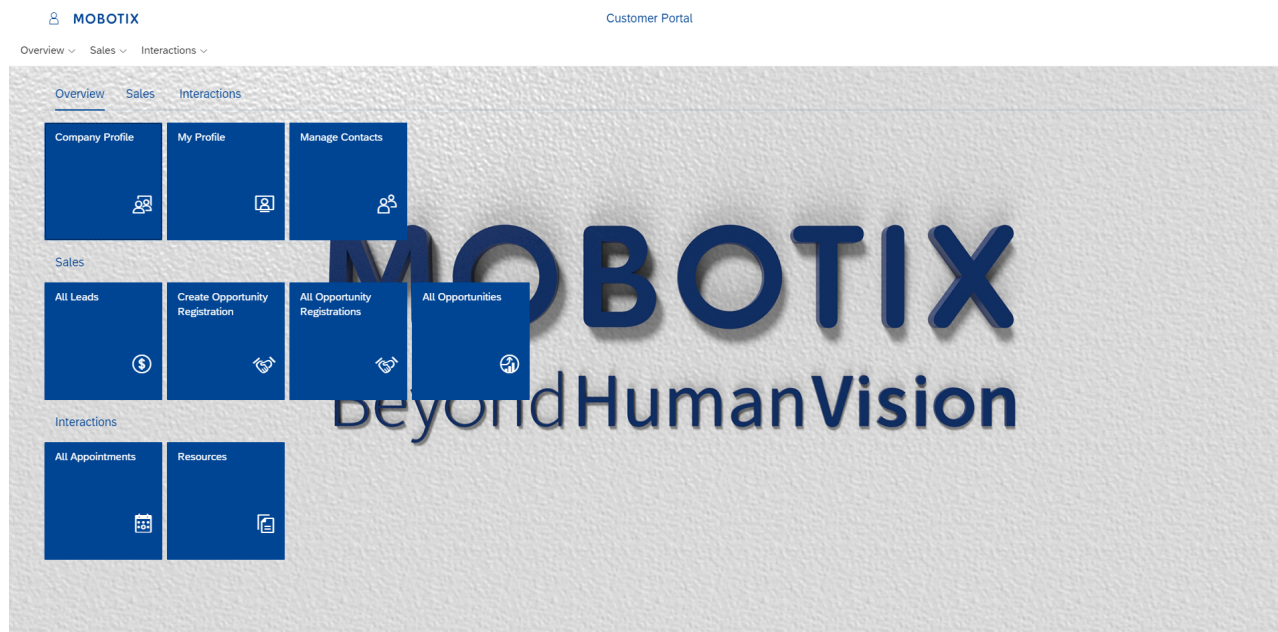 MOBOTIX
Customer Portal
Overview
Sales
Interactions
Overview
Sales
Interactions
Company Profile
My Profile
Manage Contacts
Sales
All Leads
Create Opportunity
Registration
All Opportunity
Registrations
All Opportunities
MOBOTIX
BeyondHumanVision
Interactions
All Appointments
Resources